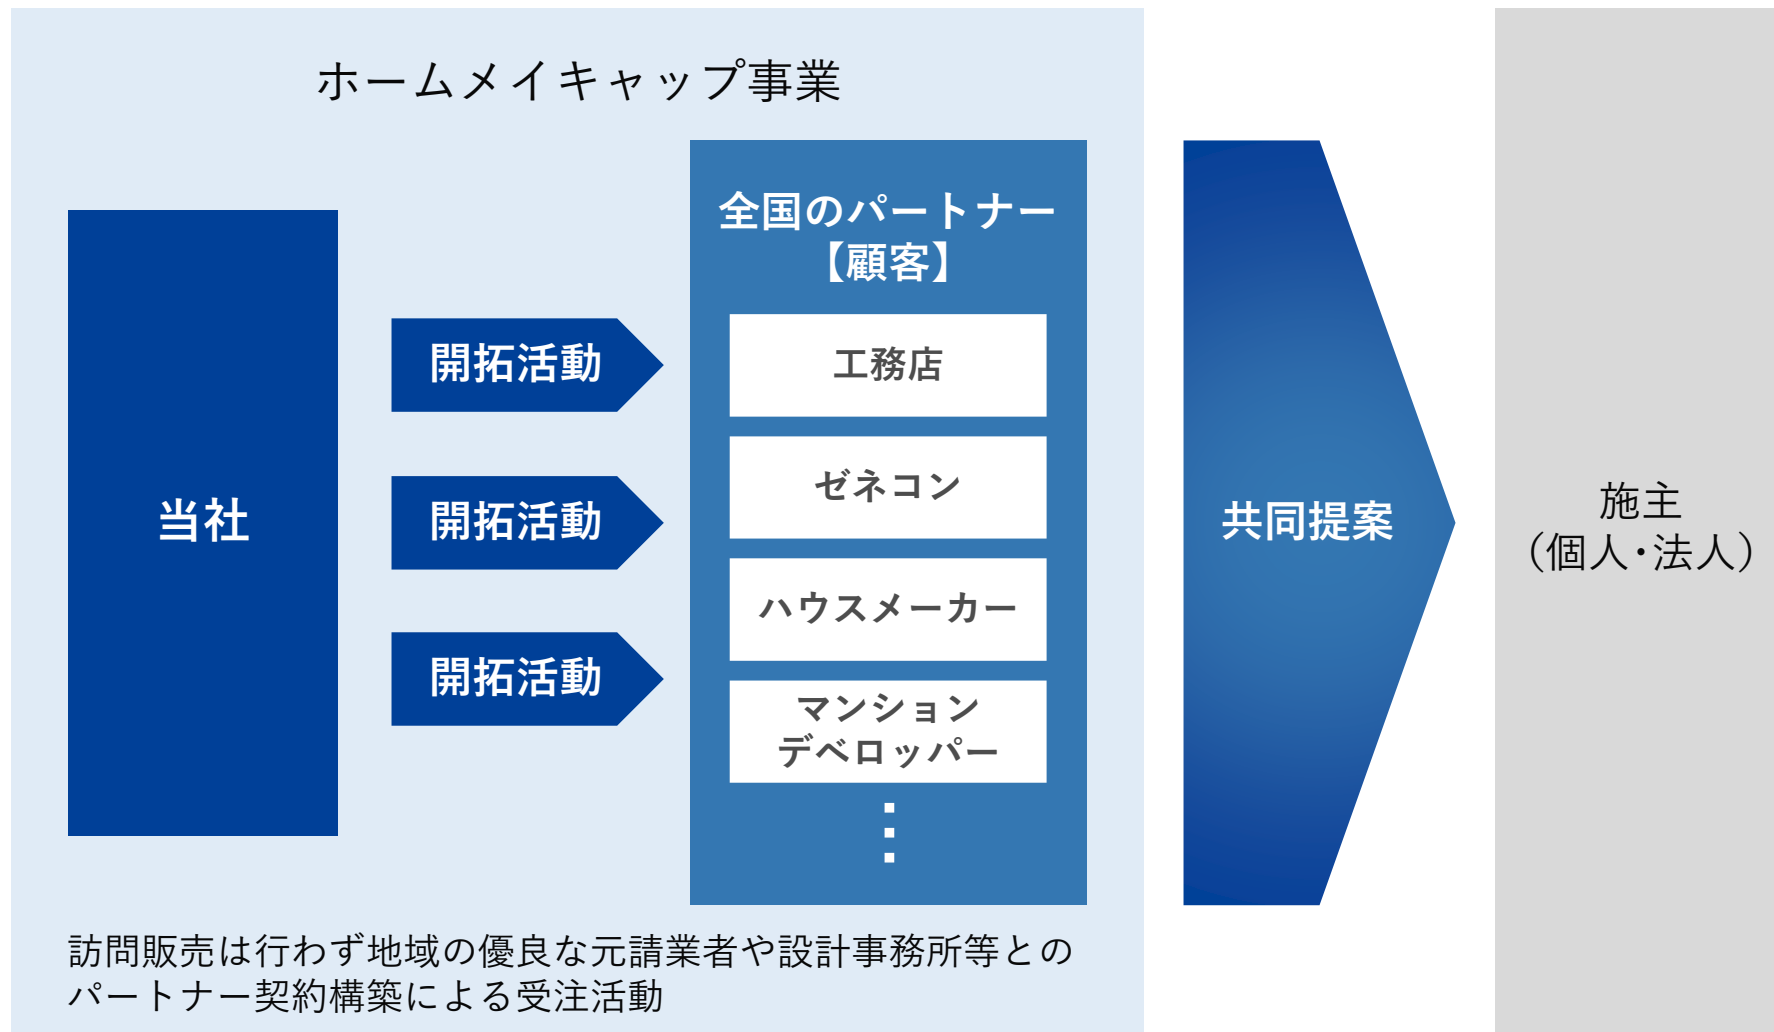 ホームメイキャップ事業
当社
開拓活動
開拓活動
開拓活動
全国のパートナー
【顧客】
工務店
ゼネコン
ハウスメーカー
マンション
デベロッパー
訪問販売は行わず地域の優良な元請業者や設計事務所等との
パートナー契約構築による受注活動
共同提案
施主
（個人・法人）